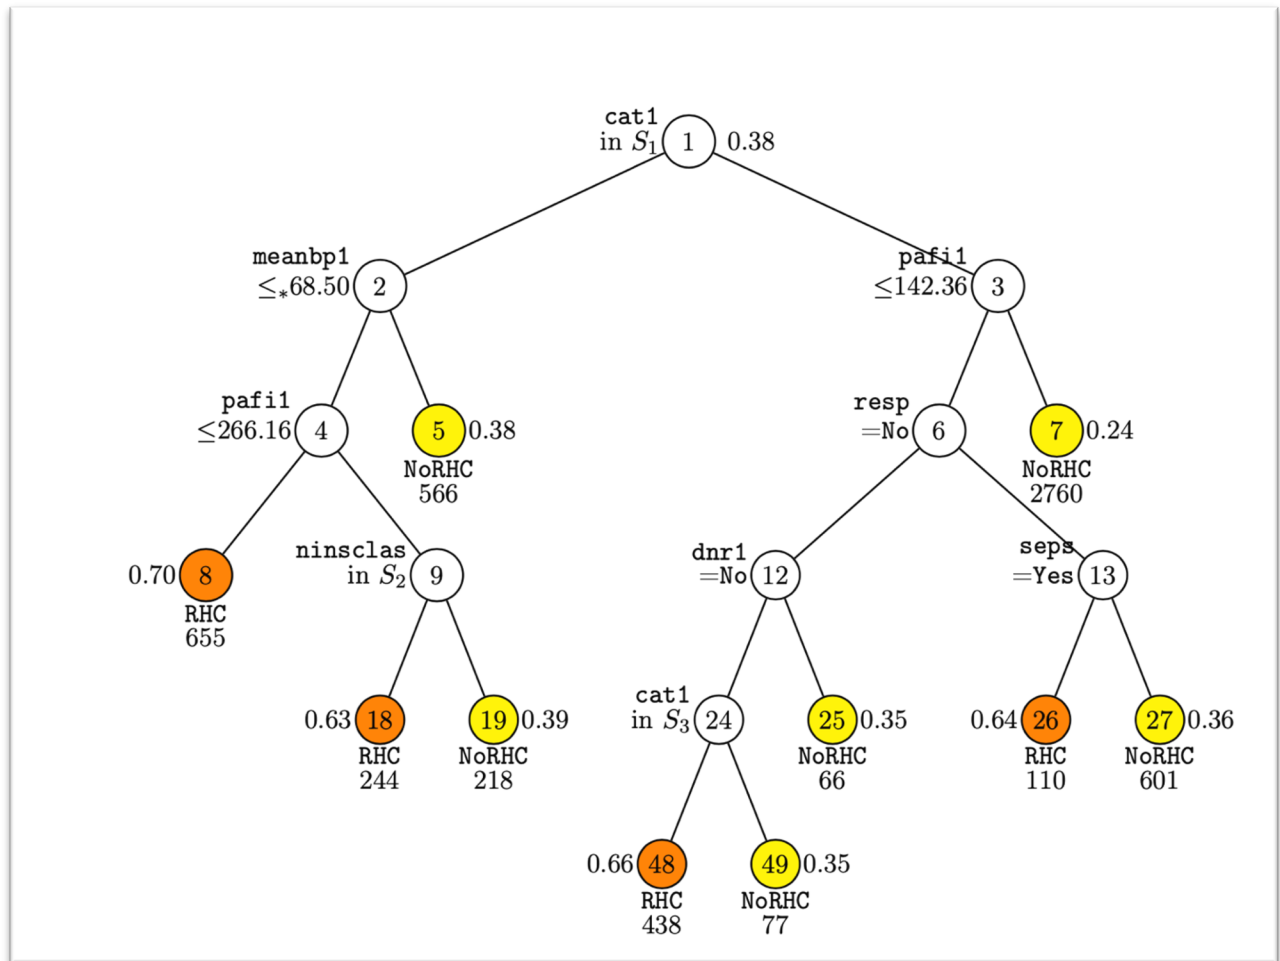 cat1
in S1
1
0.38
meanbp1
≤*68.50
2
pafi1
≤142.36
3
pafi1
≤266.16
4
5
0.38
NoRHC
566
resp
=No
6
7
0.24
NoRHC
2760
0.70
8
RHC
655
ninsclas
in S2
9
dnr1
=No
12
seps
=Yes
13
0.63
18
RHC
244
19
0.39
NoRHC
218
cat1
in S3
24
25
0.35
NoRHC
66
0.64
26
RHC
110
27
0.36
NoRHC
601
0.66
48
RHC
438
49
0.35
NoRHC
77